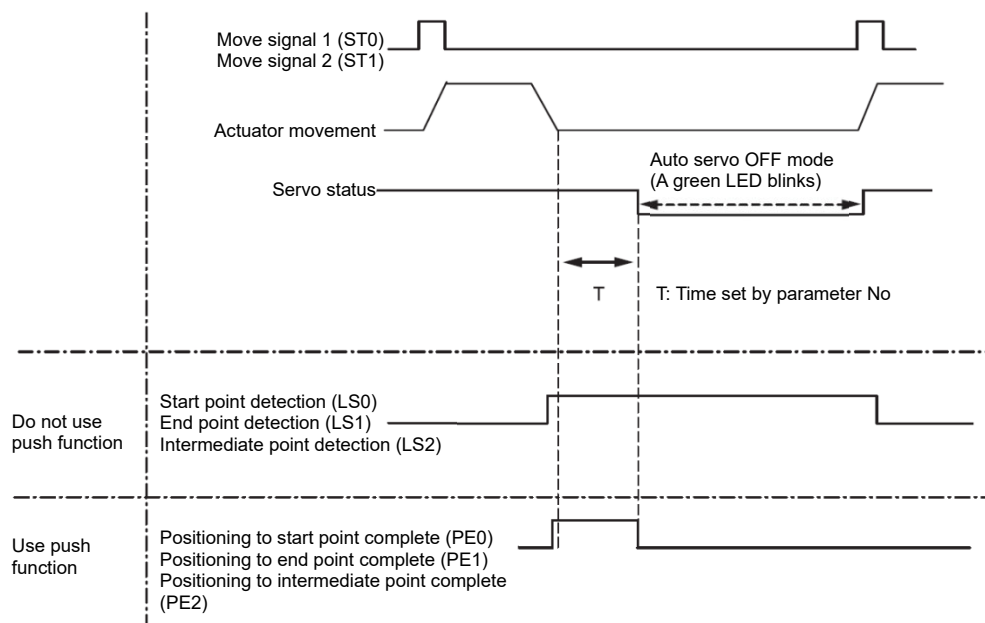 Move signal 1 (ST0)
Move signal 2 (ST1)
Actuator movement
Auto servo OFF mode
(A green LED blinks)
Servo status
T
T: Time set by parameter No
Do not use
push function
Start point detection (LS0)
End point detection (LS1)
Intermediate point detection (LS2)
Use push
function
Positioning to start point complete (PE0)
Positioning to end point complete (PE1)
Positioning to intermediate point complete
(PE2)